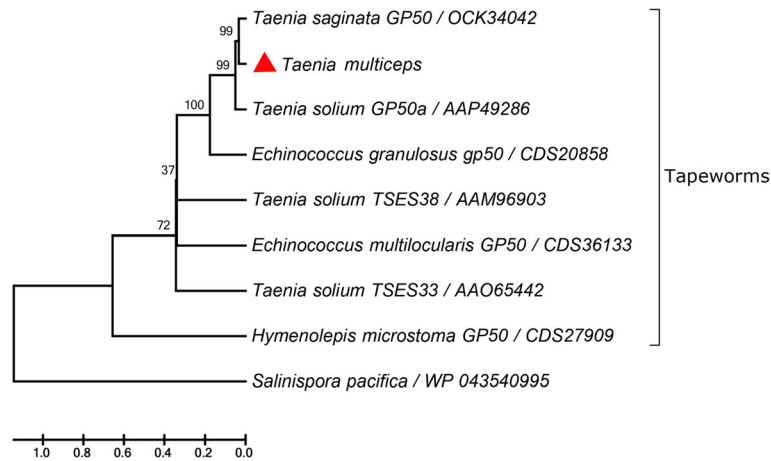 Taenia saginata GP50 / OCK34042
99
Taenia multiceps
99
Taenia solium GP50a / AAP49286
100
Echinococcus granulosus gp50 / CDS20858
37
Tapeworms
Taenia solium TSES38 / AAM96903
72
Echinococcus multilocularis GP50 / CDS36133
Taenia solium TSES33 / AAO65442
Hymenolepis microstoma GP50 / CDS27909
Salinispora pacifica / WP 043540995
1.0 0.8 0.6 0.4 0.2 0.0